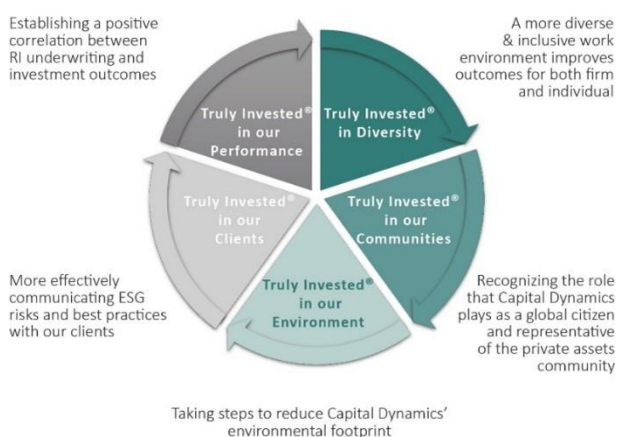 Establishing a positive
correlation between
RI underwriting and
investment outcomes
A more diverse
& inclusive work
environment improves
outcomes for both firm
and individual
Truly Invested®
in our
Performance
Truly Invested®
in Diversity
Truly Invested®
in our
Clients
Truly Invested®
in our
Communities
Truly Invested®
in our
Environment
More effectively
communicating ESG
risks and best practices
with our clients
Recognizing the role
that Capital Dynamics
plays as a global citizen
and representative
of the private assets
community
Taking steps to reduce Capital Dynamics’
environmental footprint